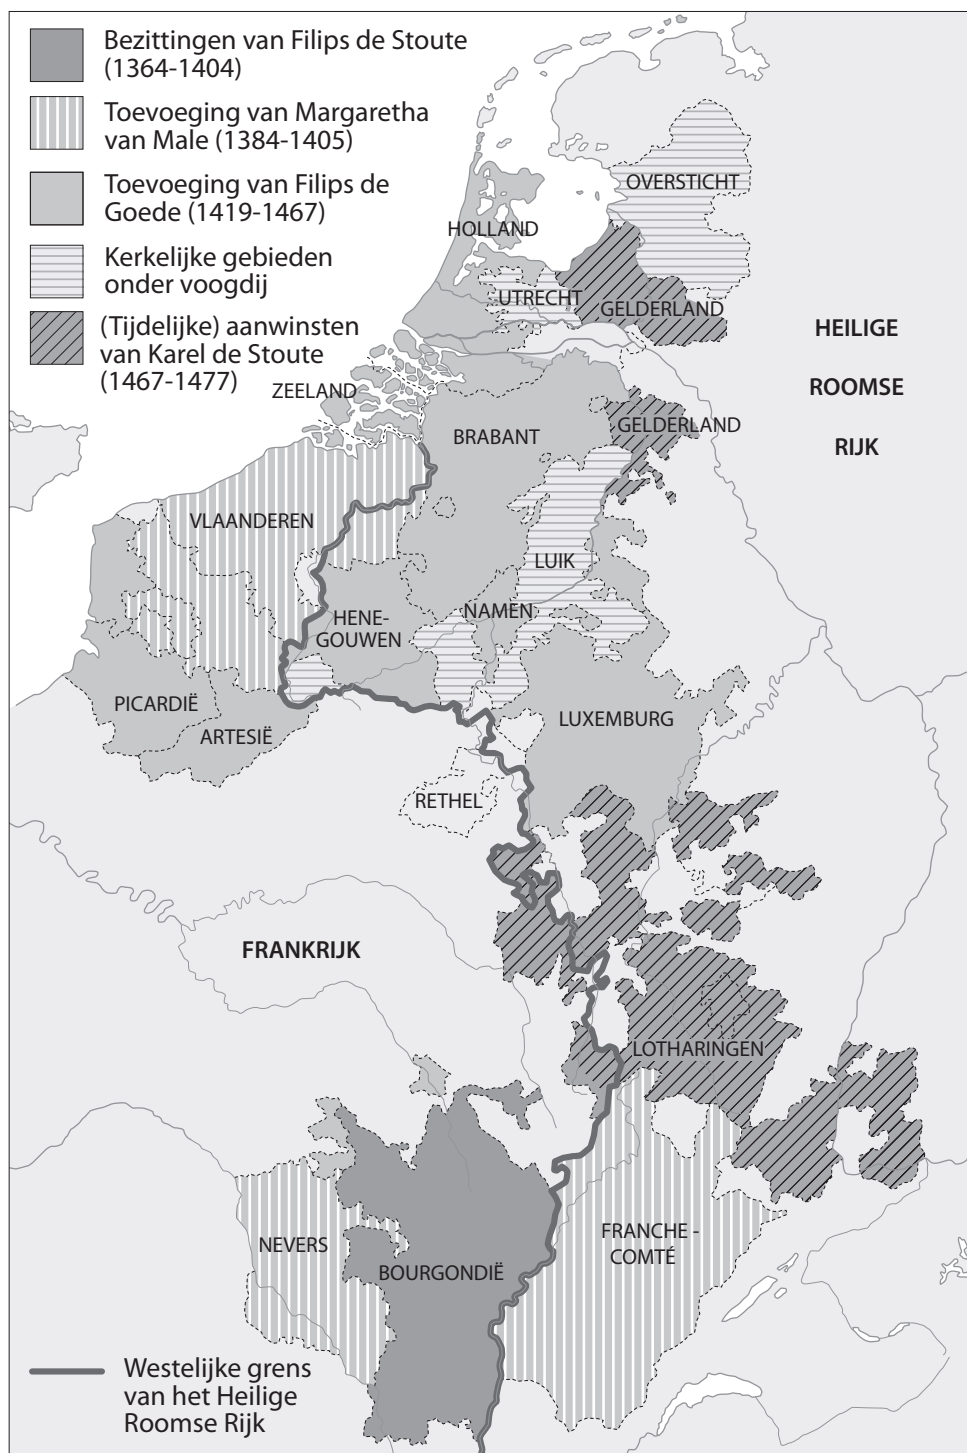 Bezittingen van Filips de Stoute
(1364-1404)
Toevoeging van Margaretha
van Male (1384-1405)
Toevoeging van Filips de
Goede (1419-1467)
Kerkelijke gebieden
onder voogdij
(Tijdelijke) aanwinsten
van Karel de Stoute
(1467-1477)
OVERSTICHT
HOLLAND
UTRECHT
GELDERLAND
HEILIGE
ROOMSE
RIJK
ZEELAND
GELDERLAND
BRABANT
VLAANDEREN
LUIK
NAMEN
HENE-
GOUWEN
PICARDIË
ARTESIË
LUXEMBURG
RETHEL
FRANKRIJK
LOTHARINGEN
NEVERS
BOURGONDIË
FRANCHE -
COMTÉ
Westelijke grens
van het Heilige
Roomse Rijk